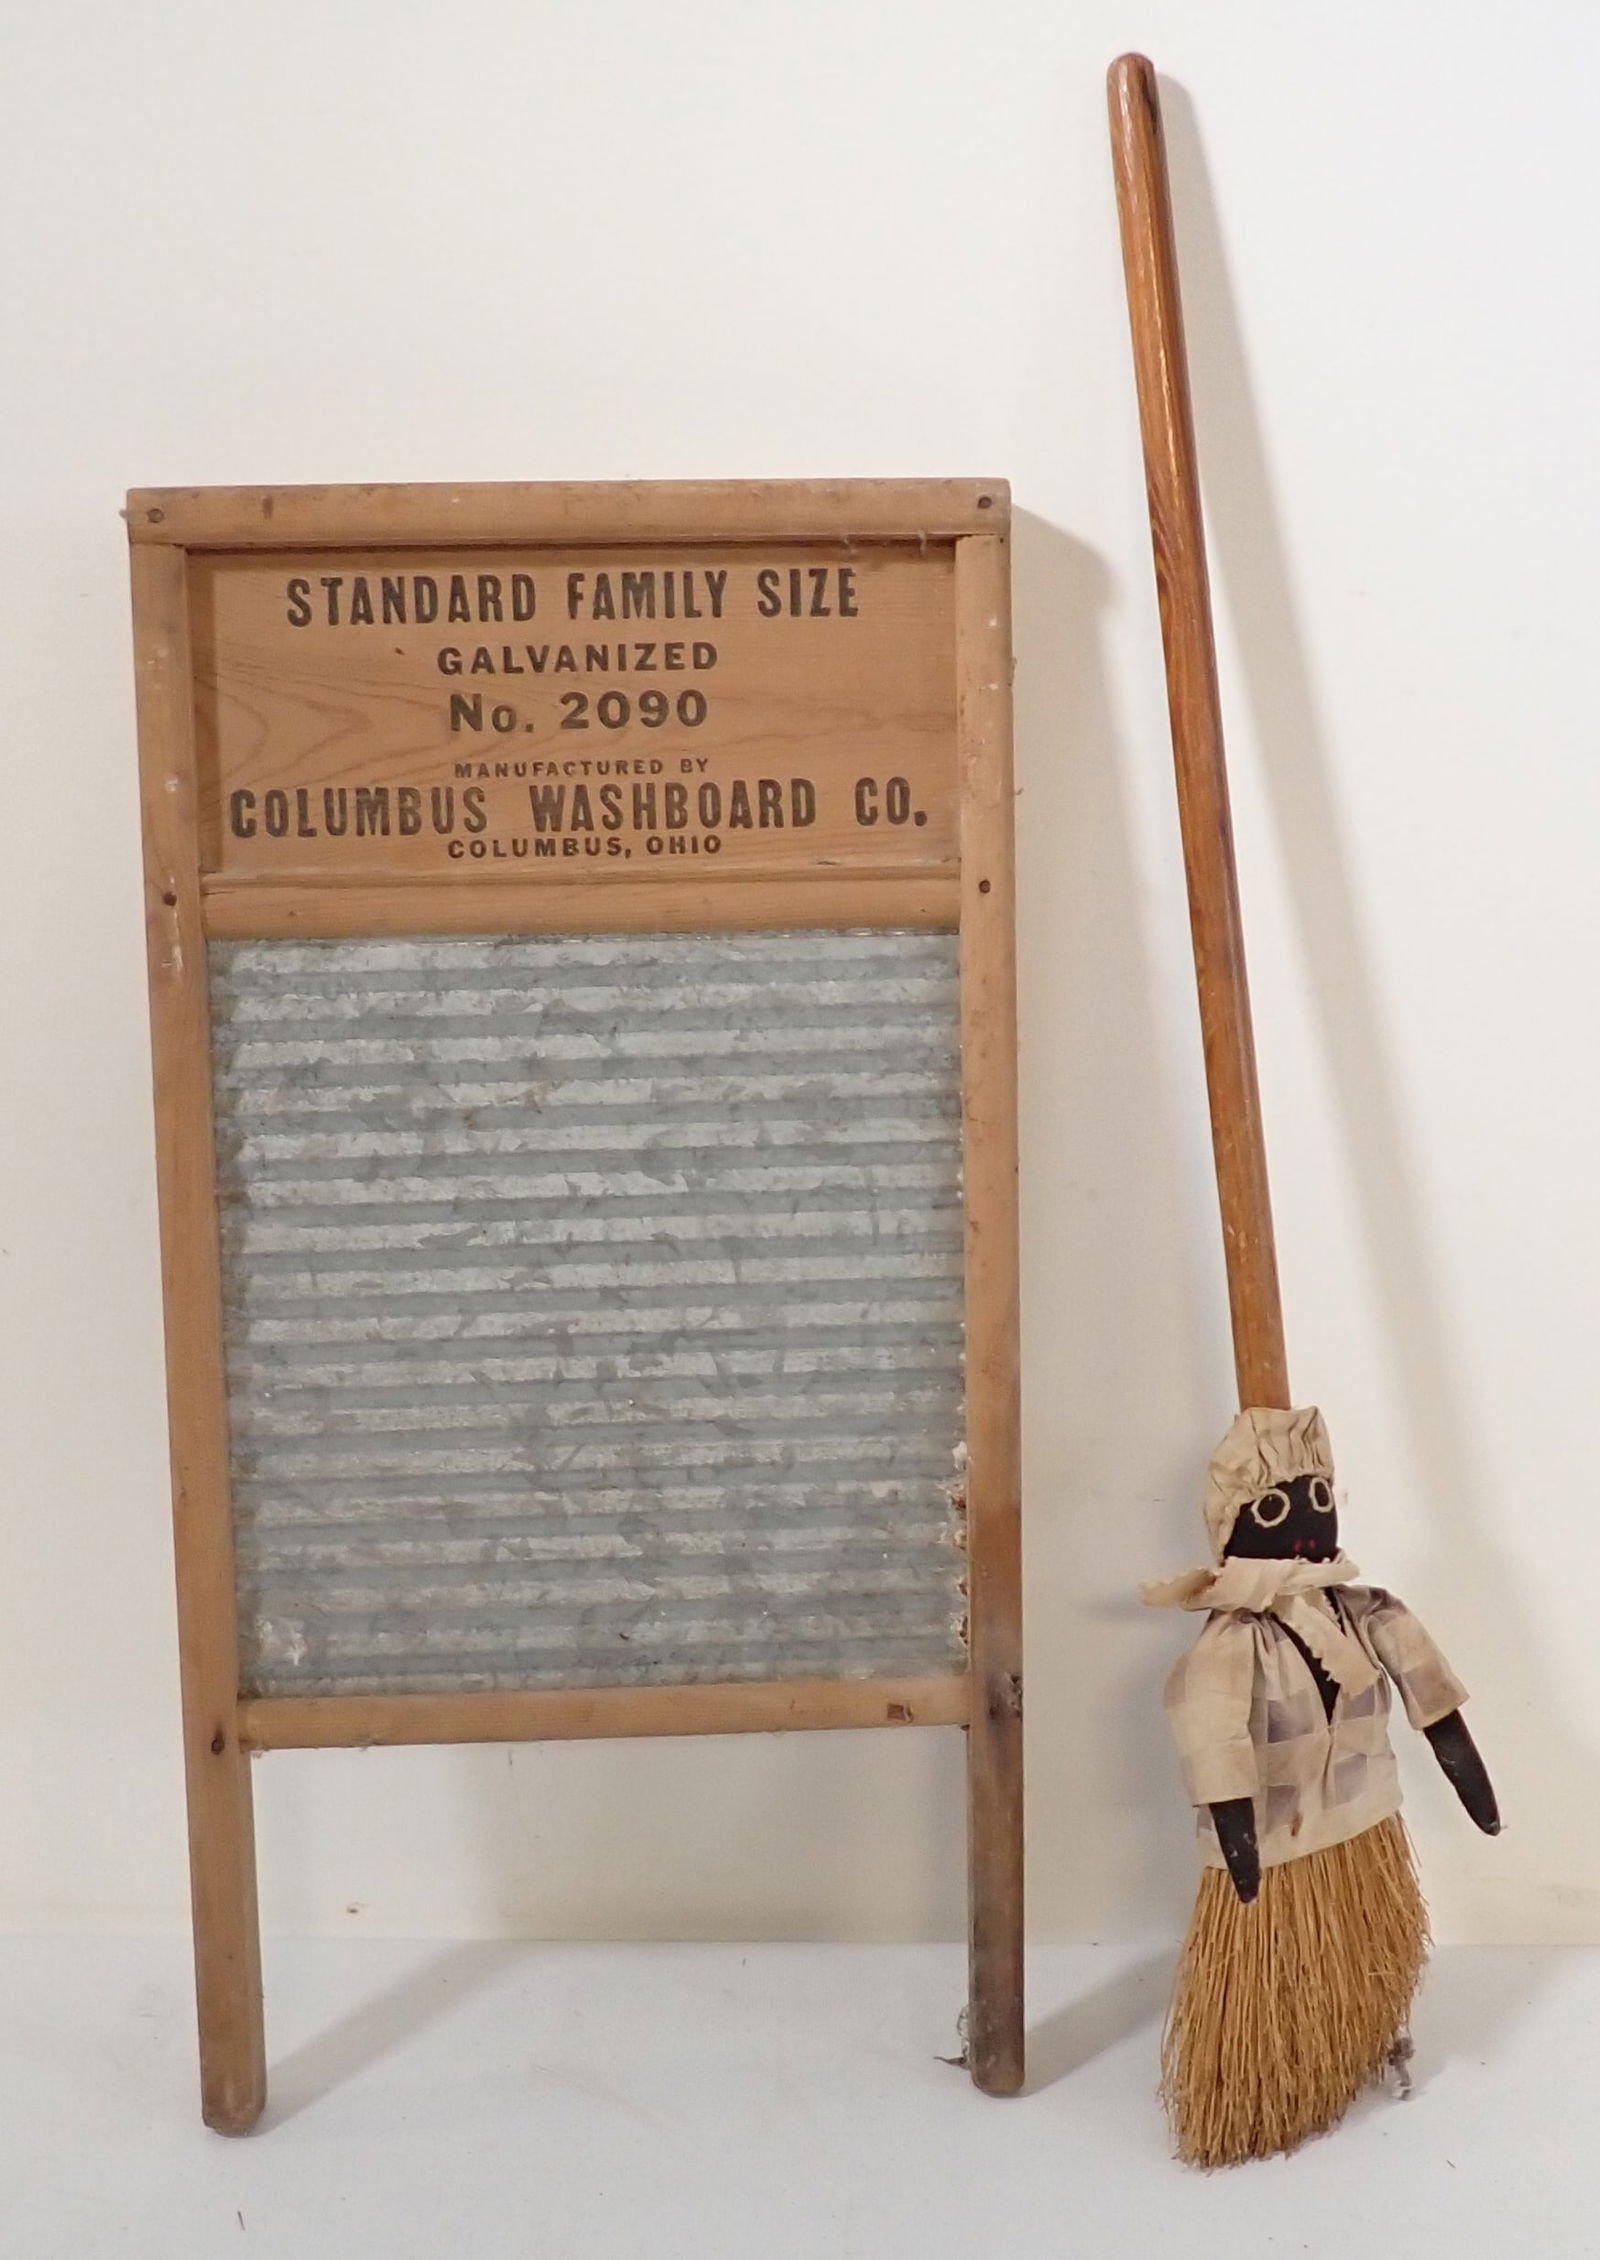 STANDARD FAMILY SIZE
GALVANIZED
No. 2090
MANUFACTURED BY
COLUMBUS WASHBOARD CO.
COLUMBUS, OHIO